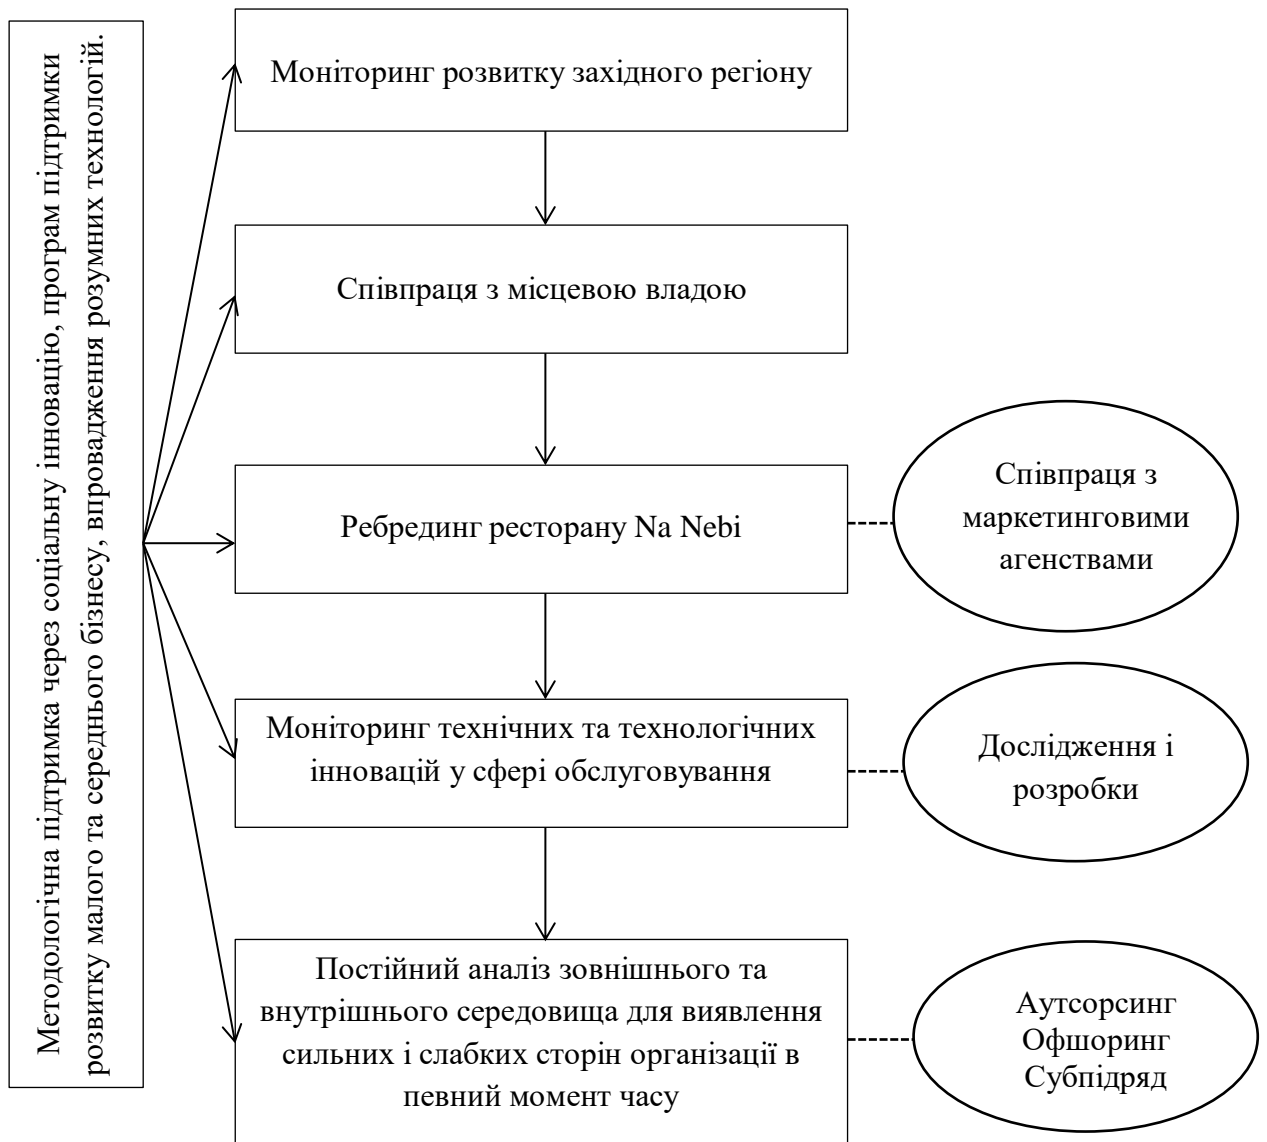 Методологічна підтримка через соціальну інновацію, програм підтримки
розвитку малого та середнього бізнесу, впровадження розумних технологій.
Моніторинг розвитку західного регіону
Співпраця з місцевою владою
Ребрединг ресторану Na Nebi
Співпраця з
маркетинговими
агенствами
Моніторинг технічних та технологічних
інновацій у сфері обслуговування
Дослідження і
розробки
Постійний аналіз зовнішнього та
внутрішнього середовища для виявлення
сильних і слабких сторін організації в
певний момент часу
Аутсорсинг
Офшоринг
Субпідряд